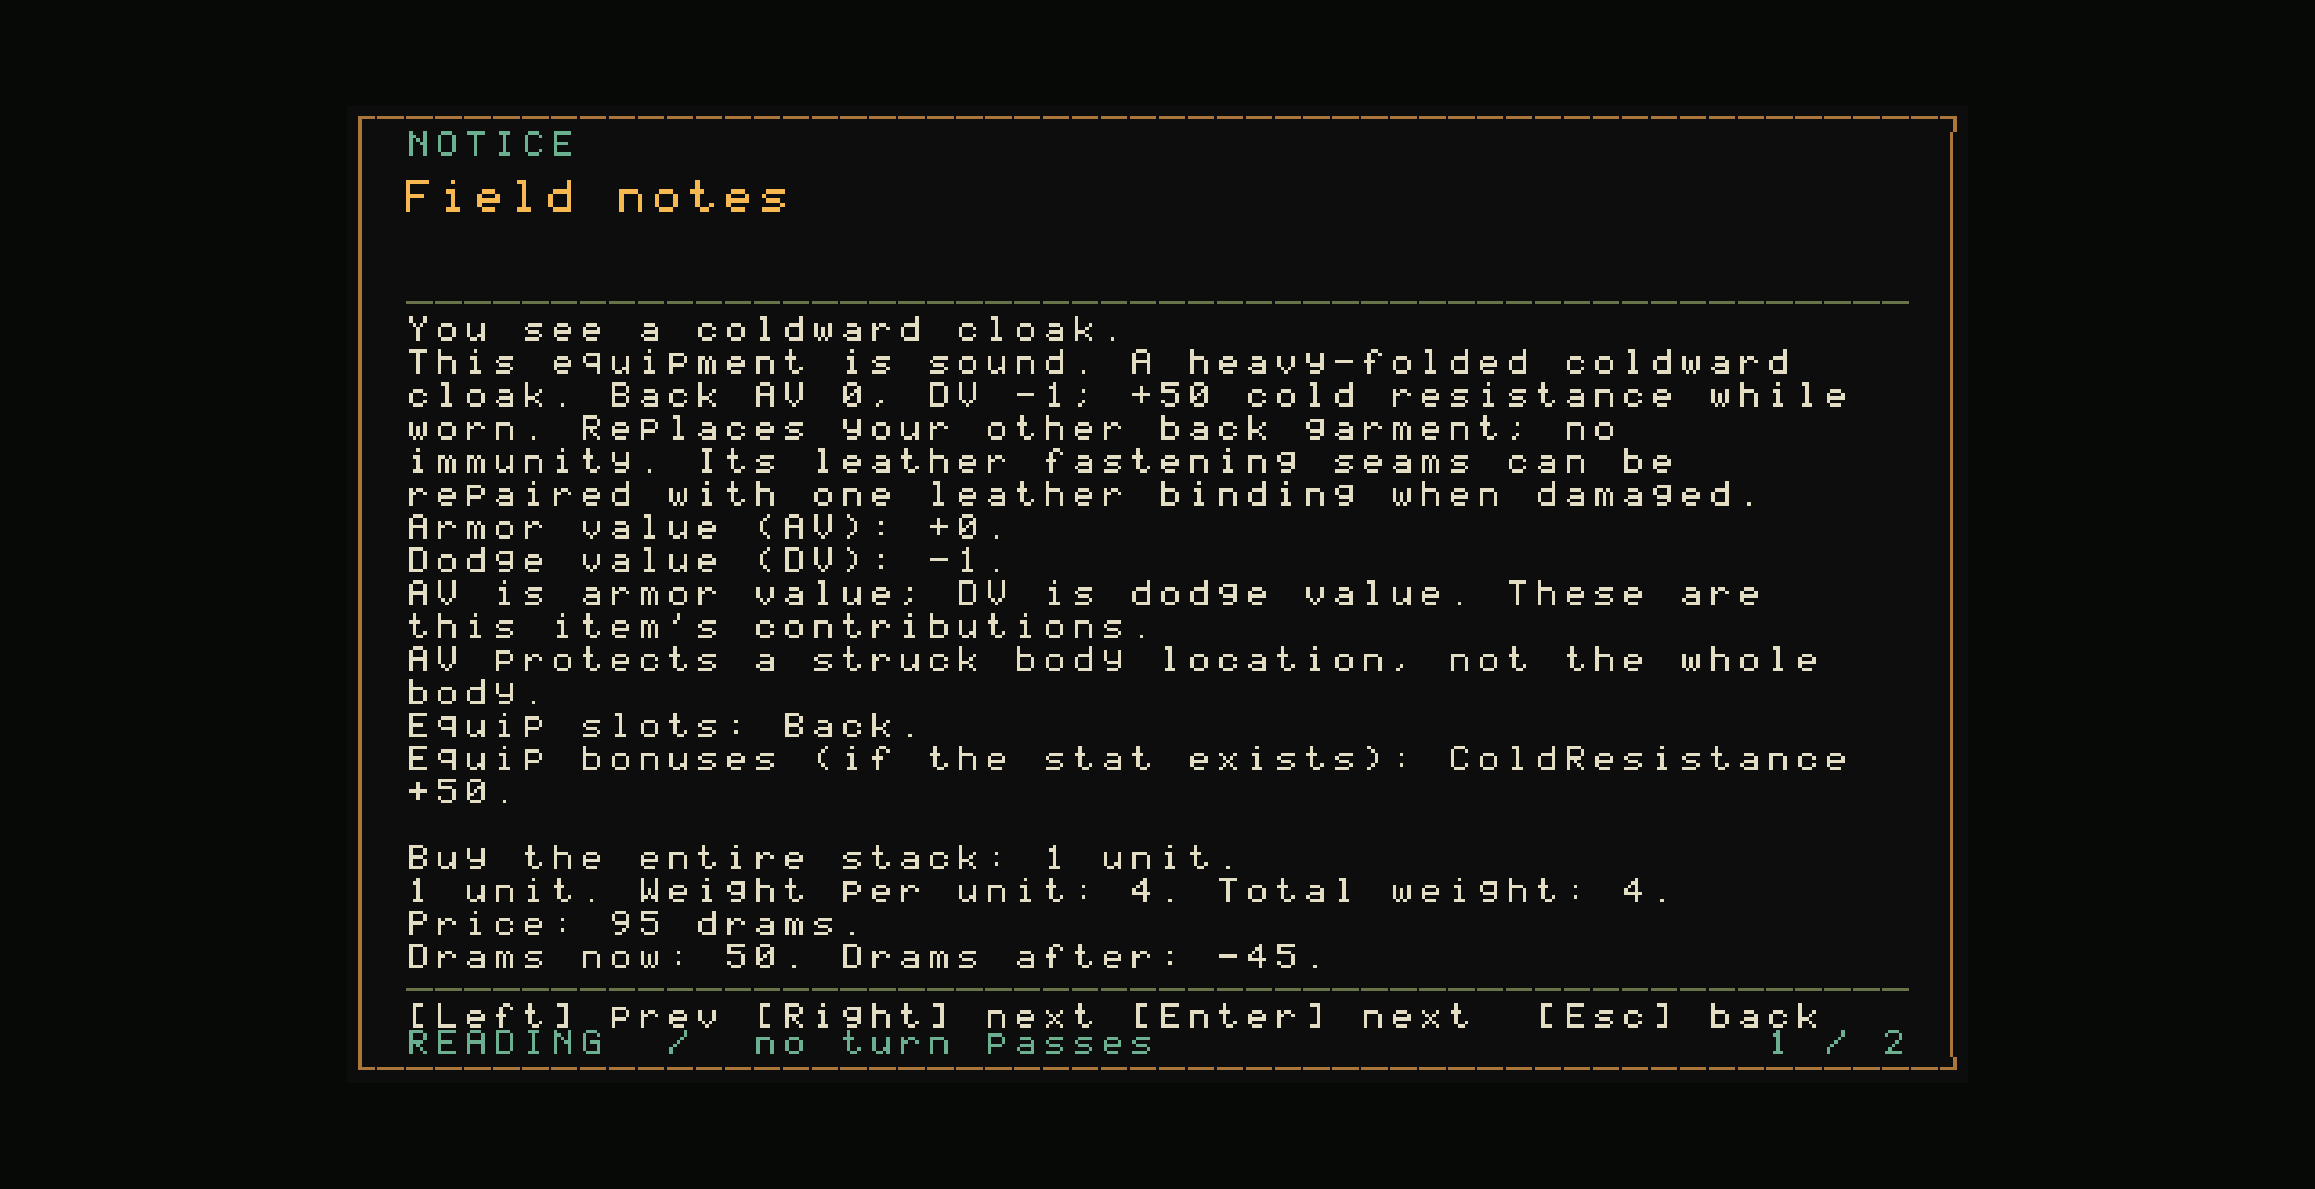 NOTICE
Field notes
You see a coldward cloak.
This equipment is sound. A heavy-folded coldward
cloak. Back AV 0, DV -1; +50 cold resistance while
worn. Replaces your other back garment; no
immunity. Its leather fastening seams can be
repaired with one leather binding when damaged.
Armor value (AV): +0.
Dodge value (DV): -1.
AV is armor value; DV is dodge value. These are
this item's contributions.
AV protects a struck body location, not the whole
body.
Equip slots: Back.
Equip bonuses (if the stat exists): ColdResistance
+50.
Buy the entire stack: 1 unit.
1 unit. Weight per unit: 4. Total weight: 4.
Price: 95 drams.
Drams now: 50. Drams after: -45.
[Left] prev [Right] next [Enter] next [Esc] back
READING / no turn passes 1 / 2